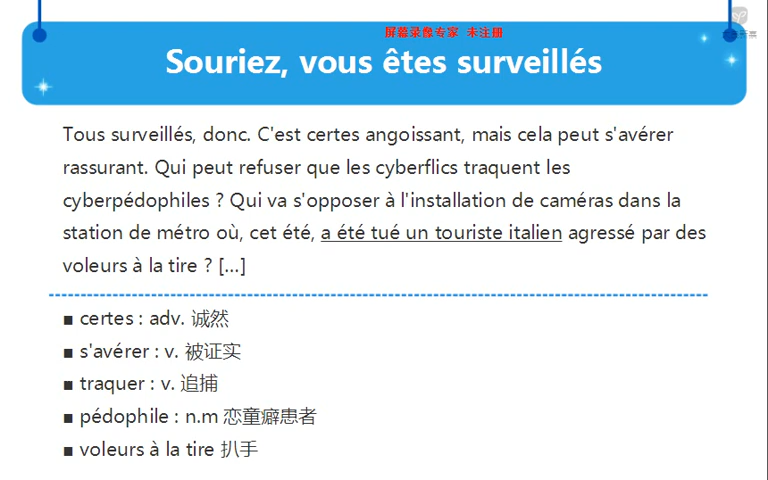 屏幕录像专家 未注册
Souriez, vous êtes surveillés
Tous surveillés, donc. C'est certes angoissant, mais cela peut s'avérer
rassurant. Qui peut refuser que les cyberflics traquent les
cyberpédophiles ? Qui va s'opposer à l'installation de caméras dans la
station de métro où, cet été, a été tué un touriste italien agressé par des
voleurs à la tire ? [...]
■ certes : adv. 诚然
■ s'avérer : v. 被证实
■ traquer : v. 追捕
■ pédophile : n.m 恋童癖患者
■ voleurs à la tire 扒手